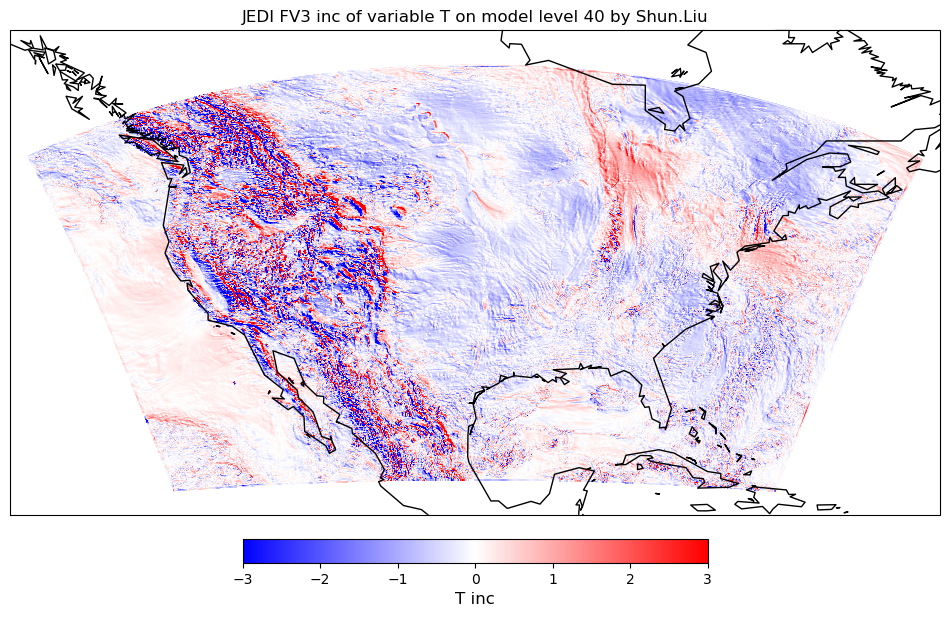 JEDI FV3 inc of variable T on model level 40 by Shun.Liu
−3 −2 −1 0 1 2 3
T inc